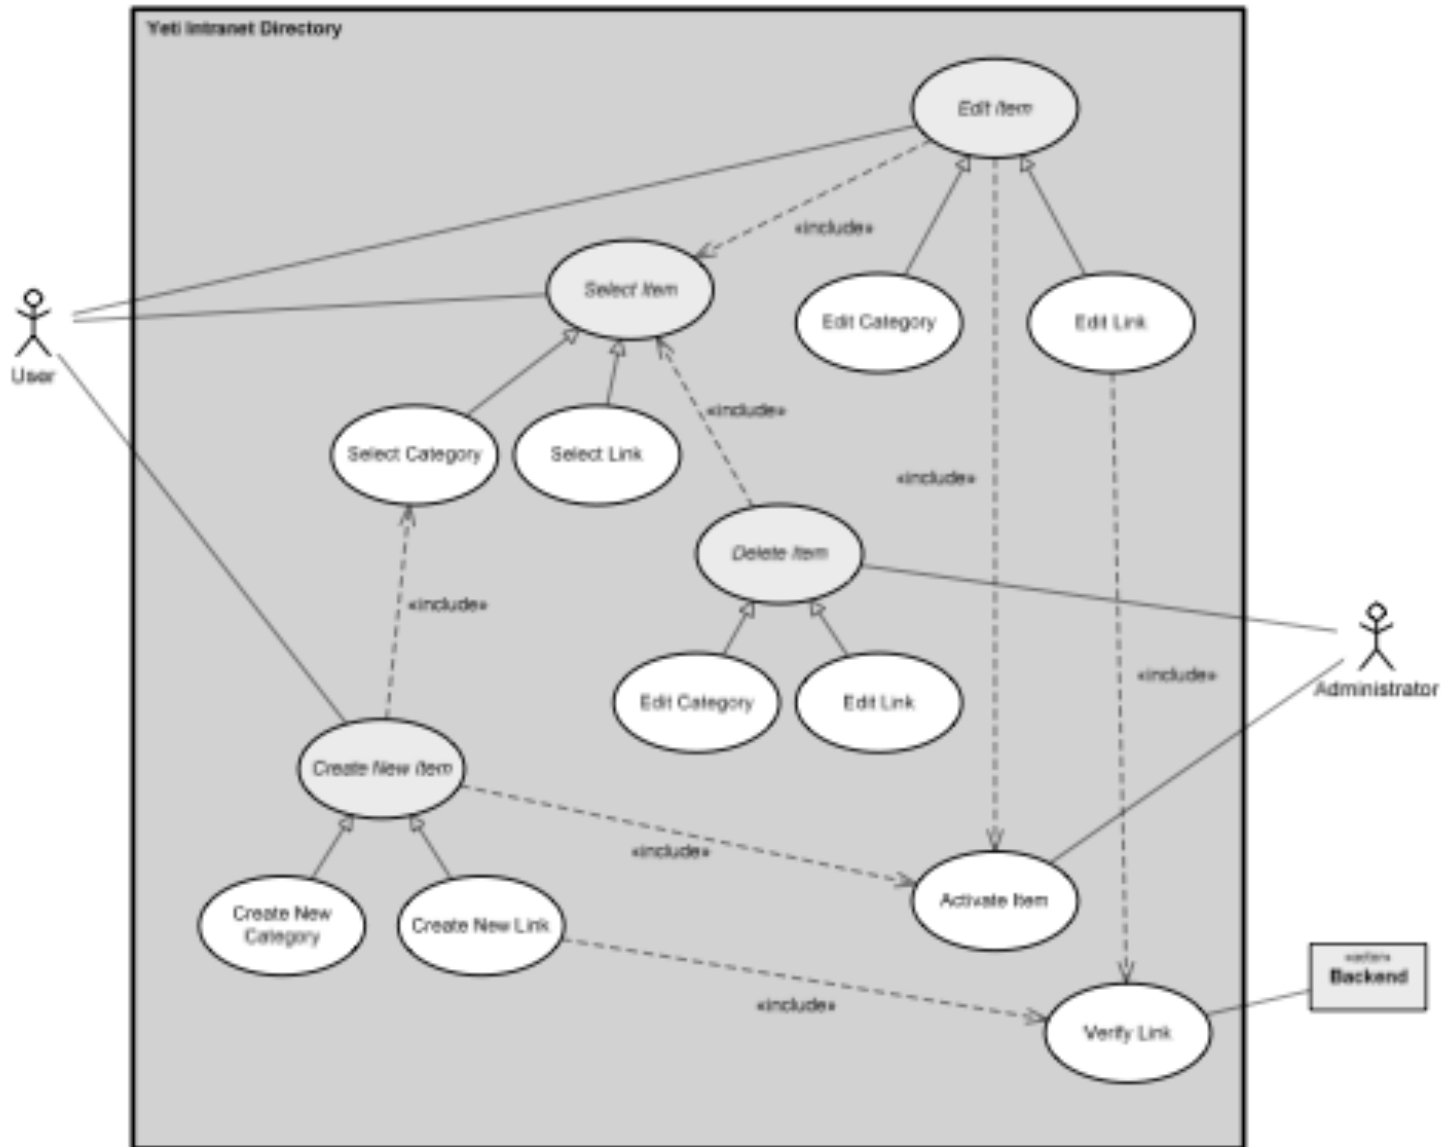 Yeti Intranet Directory
Edit Item
«include»
Select Item
Edit Category
Edit Link
User
«include»
Select Category
Select Link
«include»
Delete Item
«include»
Edit Category
Edit Link
«include»
Administrator
Create New Item
«include»
Create New
Category
Create New Link
Activate Item
«actor»
Backend
«include»
Verify Link